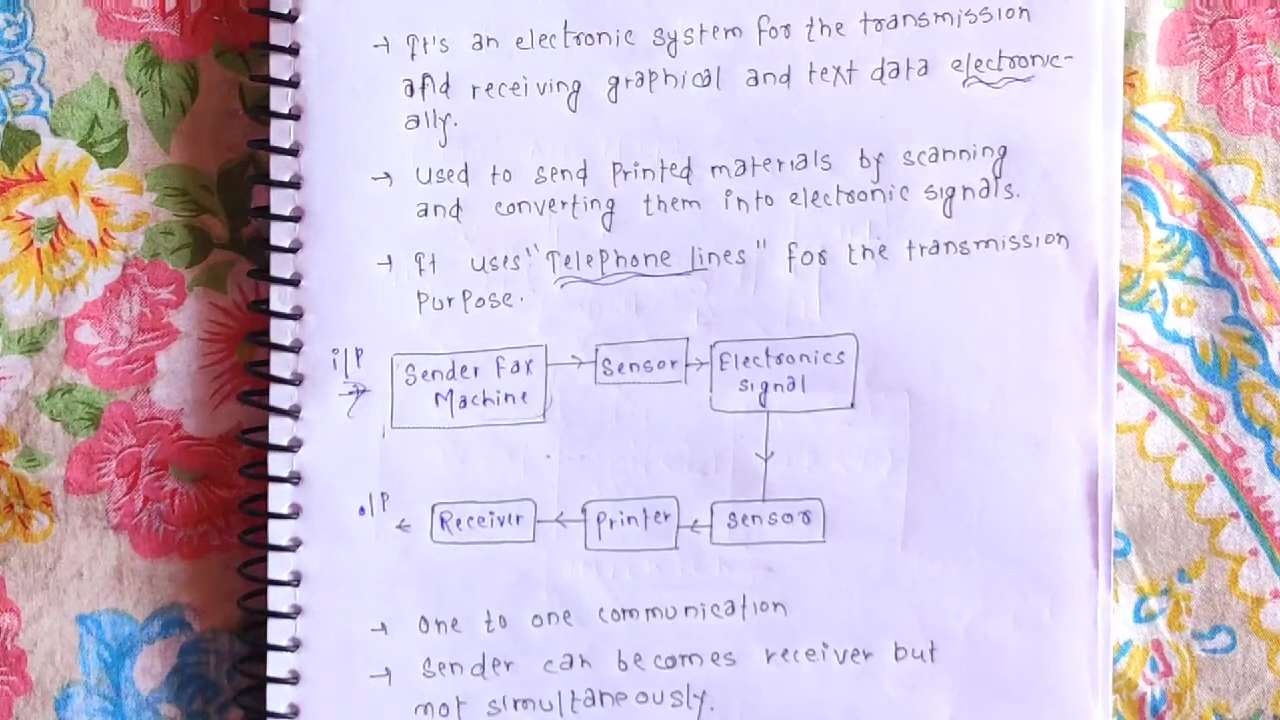 → It's an electronic system for the transmission
and receiving graphical and text data electronic-
ally.
→ Used to send Printed materials by scanning
and converting them into electronic signals.
→ It uses "Telephone lines" for the transmission
Purpose.
i/P
Sender Fax
Machine
Sensor
Electronics
signal
o/P
Receiver
Printer
Sensor
→ One to one communication
→ Sender can becomes receiver but
not simultaneously.